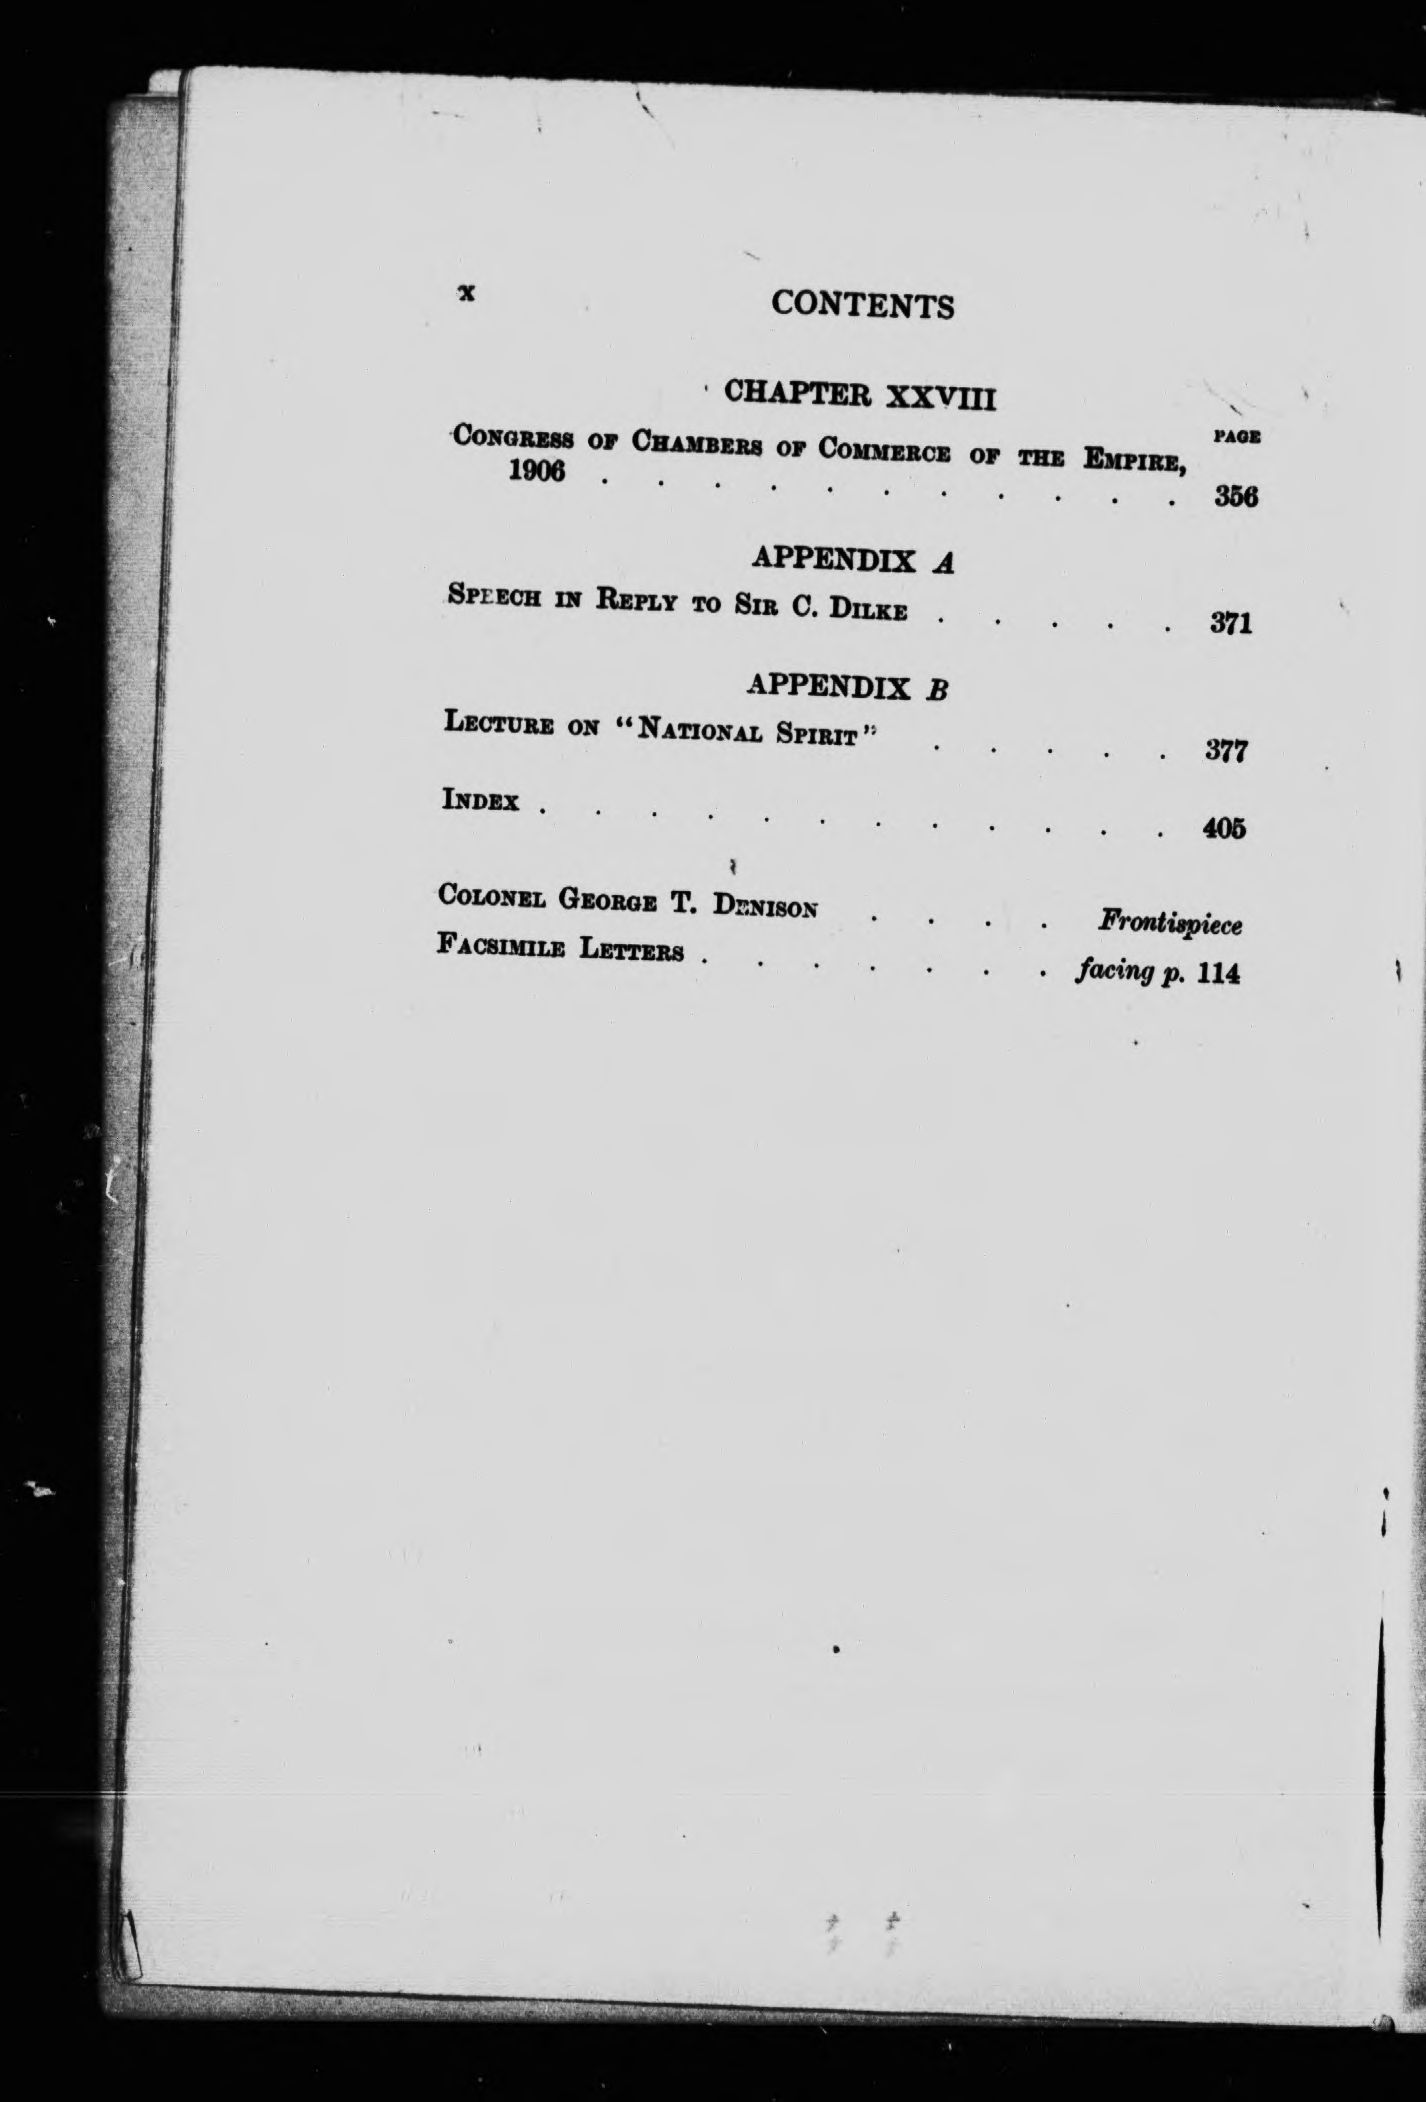 x CONTENTS
CHAPTER XXVIII
PAGE
CONGRESS OF CHAMBERS OF COMMERCE OF THE EMPIRE,
1906 . . . . . . . . . . . 356
APPENDIX A
SPEECH IN REPLY TO SIR C. DILKE . . . . . 371
APPENDIX B
LECTURE ON "NATIONAL SPIRIT" . . . . . 377
INDEX . . . . . . . . . . . . 405
COLONEL GEORGE T. DENISON . . . . Frontispiece
FACSIMILE LETTERS . . . . . . . facing p. 114